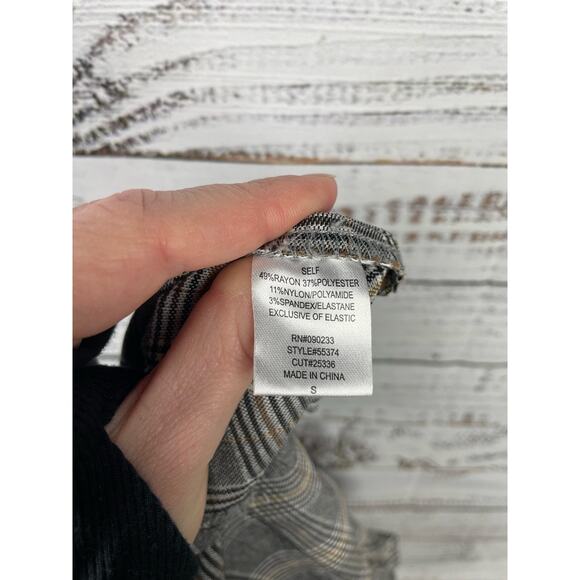 SELF
49%RAYON 37%POLYESTER
11%NYLON/POLYAMIDE
3%SPANDEX/ELASTANE
EXCLUSIVE OF ELASTIC
RN#090233
STYLE#55374
CUT#25336
MADE IN CHINA
S